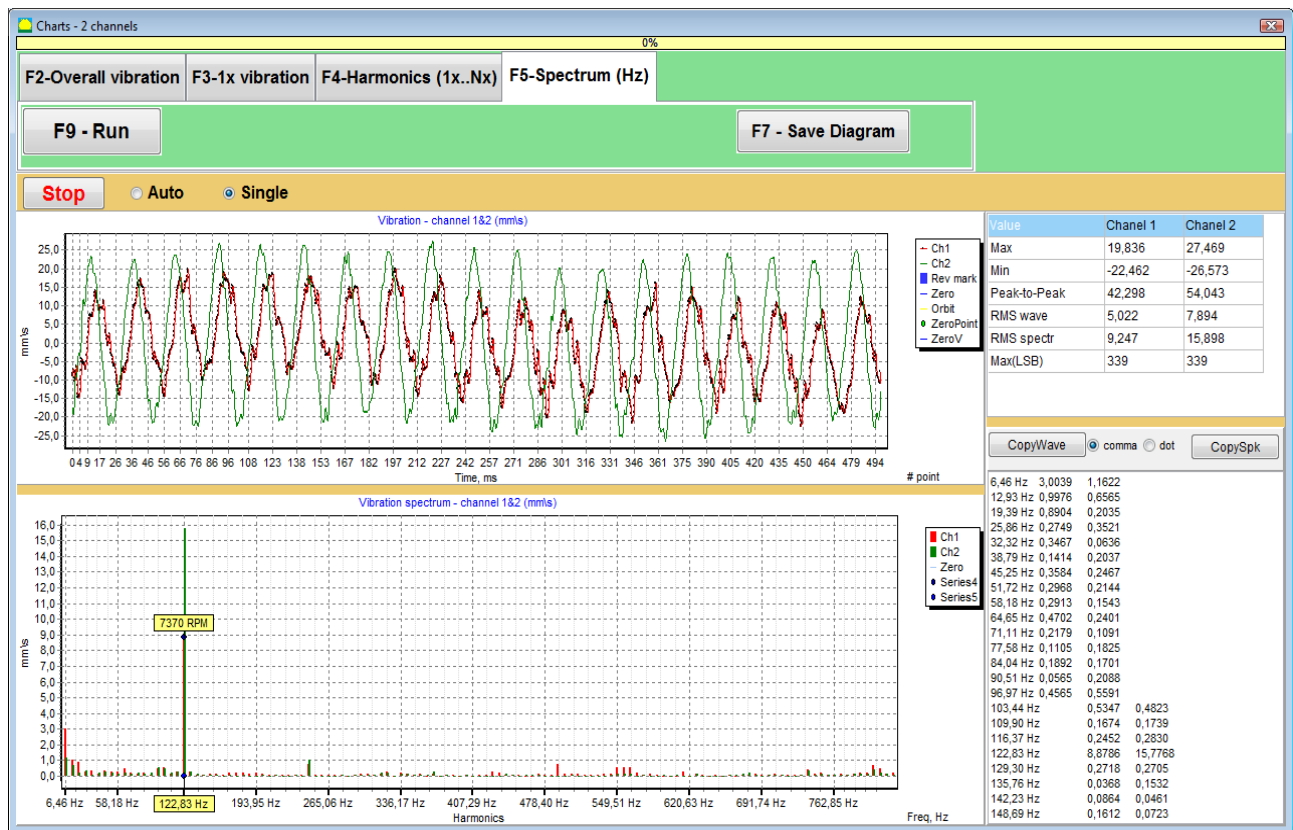 Charts - 2 channels
0%
F2-Overall vibration F3-1x vibration F4-Harmonics (1x..Nx) F5-Spectrum (Hz)
F9 - Run F7 - Save Diagram
Stop Auto Single
Vibration - channel 1&2 (mm\s)
25,0
20,0
15,0
10,0
5,0
0,0
-5,0
-10,0
-15,0
-20,0
-25,0
mm\s
0 4 9 17 26 36 46 56 66 76 86 96 108 123 138 153 167 182 197 212 227 242 257 271 286 301 316 331 346 361 375 390 405 420 435 450 464 479 494
Time, ms
# point
Ch1
Ch2
Rev mark
Zero
Orbit
ZeroPoint
ZeroV
Value Chanel 1 Chanel 2
Max 19,836 27,469
Min -22,462 -26,573
Peak-to-Peak 42,298 54,043
RMS wave 5,022 7,894
RMS spectr 9,247 15,898
Max(LSB) 339 339
CopyWave comma dot CopySpk
Vibration spectrum - channel 1&2 (mm\s)
16,0
15,0
14,0
13,0
12,0
11,0
10,0
9,0
8,0
7,0
6,0
5,0
4,0
3,0
2,0
1,0
0,0
mm\s
7370 RPM
6,46 Hz 58,18 Hz 122,83 Hz 193,95 Hz 265,06 Hz 336,17 Hz 407,29 Hz 478,40 Hz 549,51 Hz 620,63 Hz 691,74 Hz 762,85 Hz
Harmonics
Freq, Hz
Ch1
Ch2
Zero
Series4
Series5
6,46 Hz 3,0039 1,1622
12,93 Hz 0,9976 0,6565
19,39 Hz 0,8904 0,2035
25,86 Hz 0,2749 0,3521
32,32 Hz 0,3467 0,0636
38,79 Hz 0,1414 0,2037
45,25 Hz 0,3584 0,2467
51,72 Hz 0,2968 0,2144
58,18 Hz 0,2913 0,1543
64,65 Hz 0,4702 0,2401
71,11 Hz 0,2179 0,1091
77,58 Hz 0,1105 0,1825
84,04 Hz 0,1892 0,1701
90,51 Hz 0,0565 0,2088
96,97 Hz 0,4565 0,5591
103,44 Hz 0,5347 0,4823
109,90 Hz 0,1674 0,1739
116,37 Hz 0,2452 0,2830
122,83 Hz 8,8786 15,7768
129,30 Hz 0,2718 0,2705
135,76 Hz 0,0368 0,1532
142,23 Hz 0,0864 0,0461
148,69 Hz 0,1612 0,0723